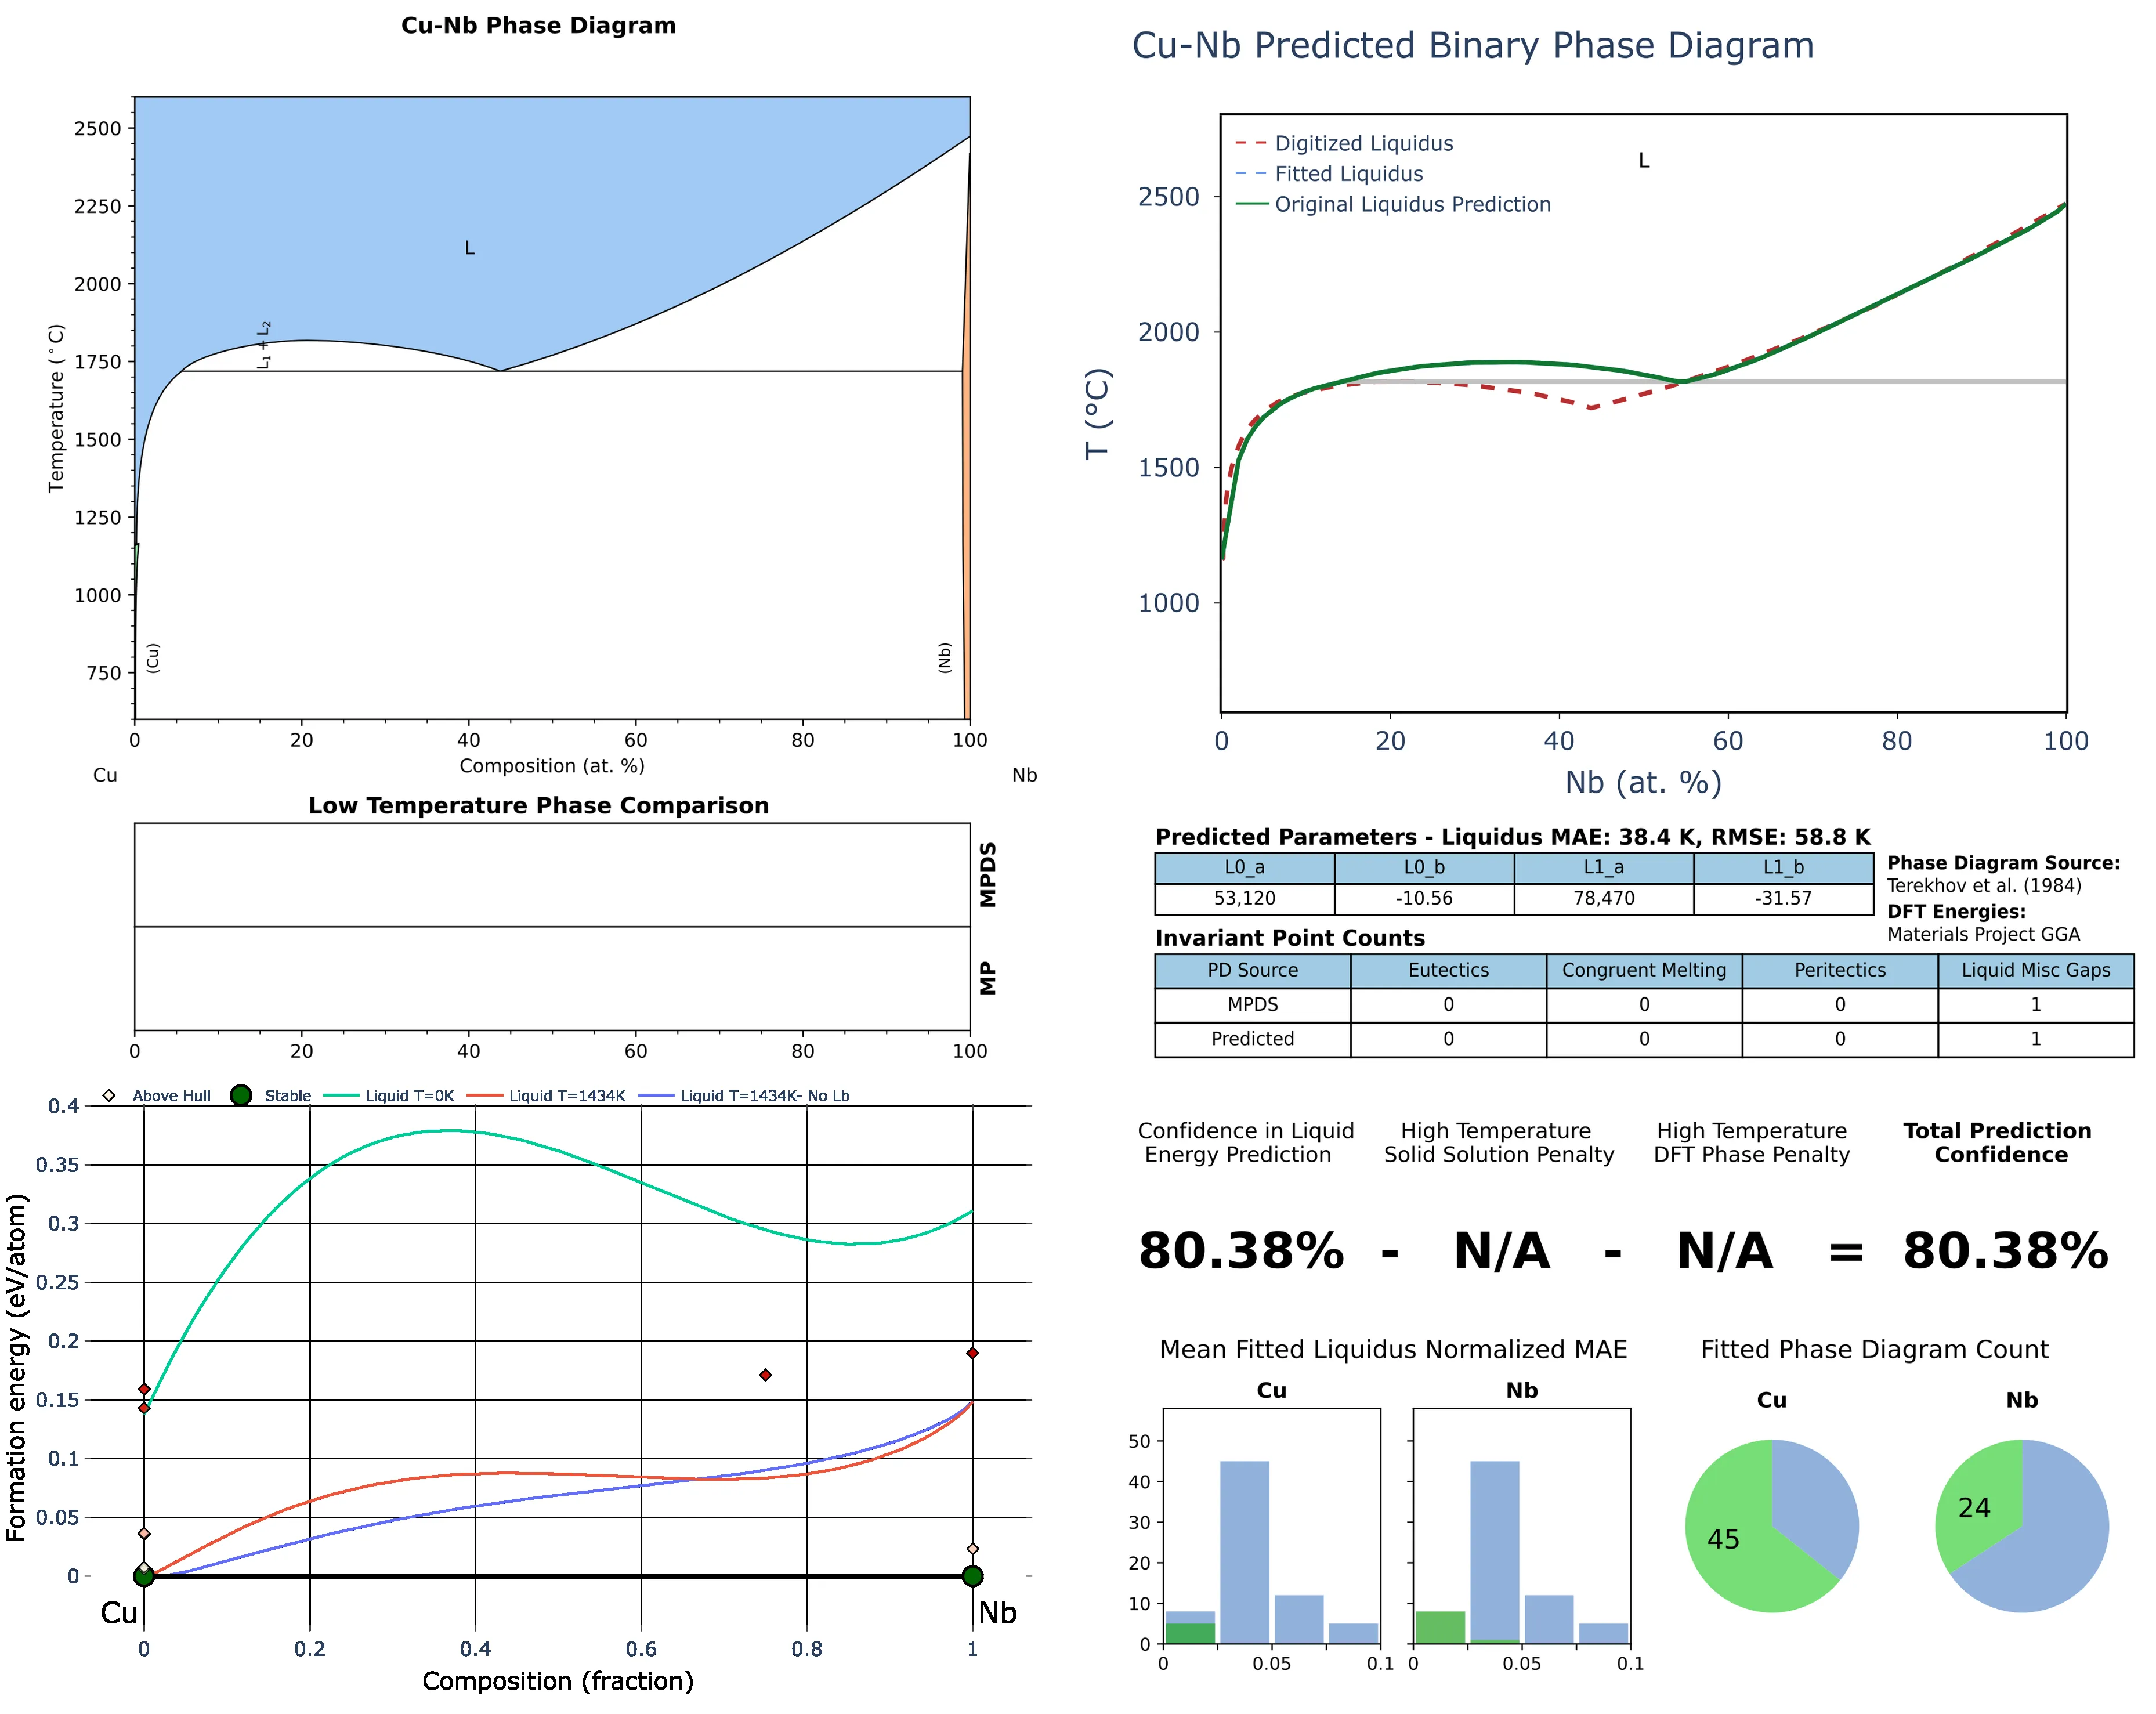 Cu-Nb Phase Diagram
2500
2250
2000
1750
1500
1250
1000
750
Temperature (°C)
L
L₁ + L₂
(Cu)
(Nb)
0 20 40 60 80 100
Composition (at. %)
Cu Nb
Low Temperature Phase Comparison
MPDS
MP
0 20 40 60 80 100
Above Hull Stable Liquid T=0K Liquid T=1434K Liquid T=1434K- No Lb
0.4
0.35
0.3
0.25
0.2
0.15
0.1
0.05
0
Formation energy (eV/atom)
Cu Nb
0 0.2 0.4 0.6 0.8 1
Composition (fraction)
Cu-Nb Predicted Binary Phase Diagram
Digitized Liquidus
Fitted Liquidus
Original Liquidus Prediction
L
2500
2000
1500
1000
T (°C)
0 20 40 60 80 100
Nb (at. %)
Predicted Parameters - Liquidus MAE: 38.4 K, RMSE: 58.8 K
L0_a L0_b L1_a L1_b
53,120 -10.56 78,470 -31.57
Phase Diagram Source:
Terekhov et al. (1984)
DFT Energies:
Materials Project GGA
Invariant Point Counts
PD Source Eutectics Congruent Melting Peritectics Liquid Misc Gaps
MPDS 0 0 0 1
Predicted 0 0 0 1
Confidence in Liquid
Energy Prediction
High Temperature
Solid Solution Penalty
High Temperature
DFT Phase Penalty
Total Prediction
Confidence
80.38% - N/A - N/A = 80.38%
Mean Fitted Liquidus Normalized MAE
Cu Nb
50
40
30
20
10
0
0 0.05 0.1 0 0.05 0.1
Fitted Phase Diagram Count
Cu Nb
45 24